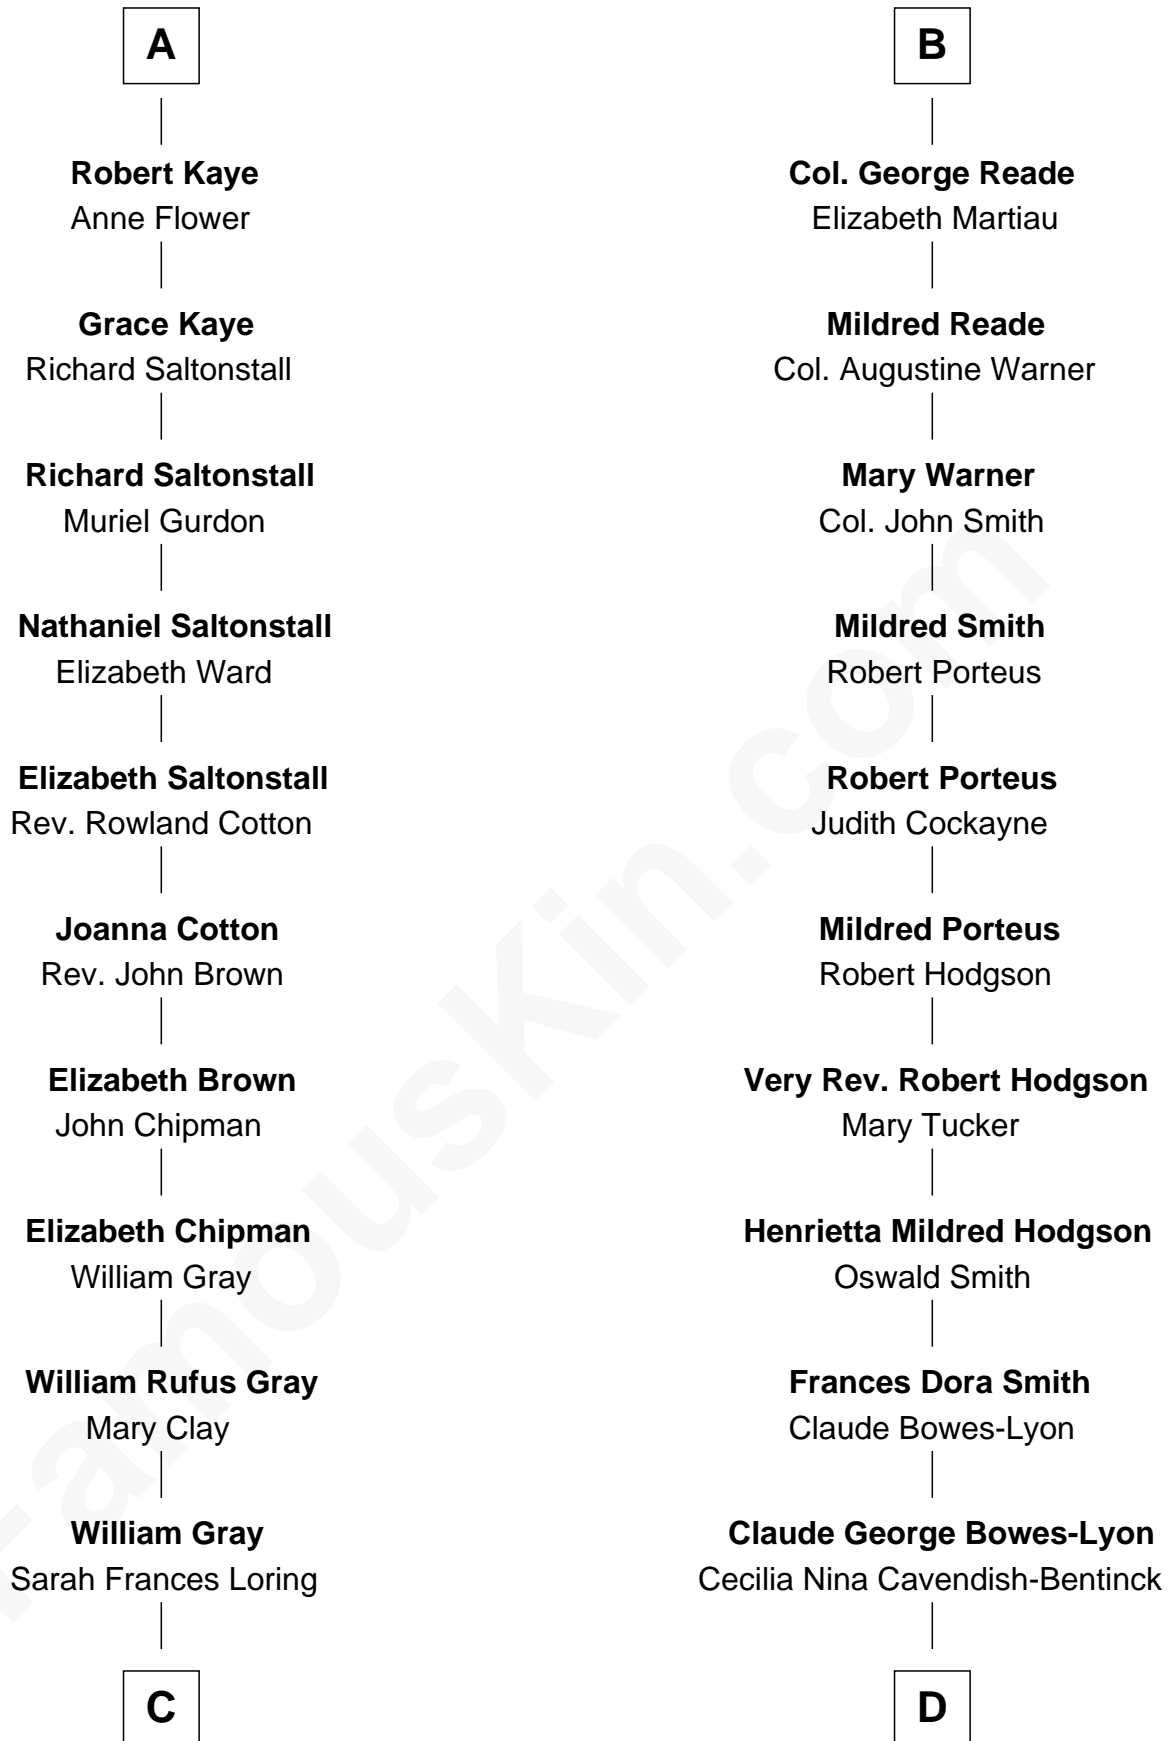 A
Robert Kaye
Anne Flower
Grace Kaye
Richard Saltonstall
Richard Saltonstall
Muriel Gurdon
Nathaniel Saltonstall
Elizabeth Ward
Elizabeth Saltonstall
Rev. Rowland Cotton
Joanna Cotton
Rev. John Brown
Elizabeth Brown
John Chipman
Elizabeth Chipman
William Gray
William Rufus Gray
Mary Clay
William Gray
Sarah Frances Loring
C
B
Col. George Reade
Elizabeth Martiau
Mildred Reade
Col. Augustine Warner
Mary Warner
Col. John Smith
Mildred Smith
Robert Porteus
Robert Porteus
Judith Cockayne
Mildred Porteus
Robert Hodgson
Very Rev. Robert Hodgson
Mary Tucker
Henrietta Mildred Hodgson
Oswald Smith
Frances Dora Smith
Claude Bowes-Lyon
Claude George Bowes-Lyon
Cecilia Nina Cavendish-Bentinck
D
FamousKin.com